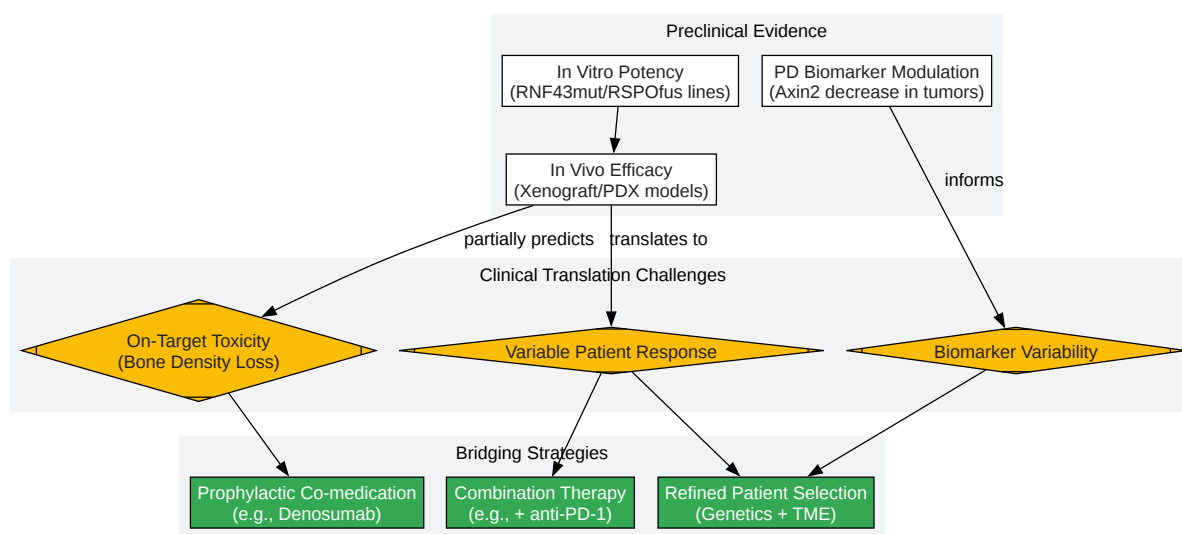 Preclinical Evidence
In Vitro Potency
(RNF43mut/RSPOfus lines)
PD Biomarker Modulation
(Axin2 decrease in tumors)
In Vivo Efficacy
(Xenograft/PDX models)
informs
partially predicts
translates to
Clinical Translation Challenges
On-Target Toxicity
(Bone Density Loss)
Variable Patient Response
Biomarker Variability
Bridging Strategies
Prophylactic Co-medication
(e.g., Denosumab)
Combination Therapy
(e.g., + anti-PD-1)
Refined Patient Selection
(Genetics + TME)